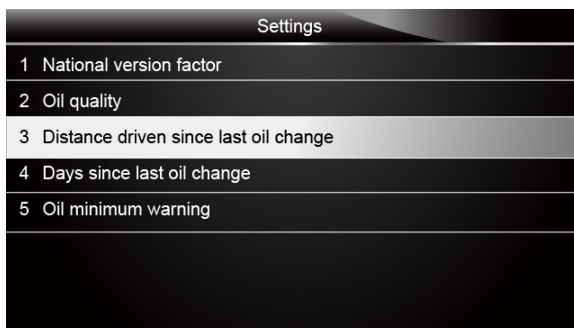 Settings
1 National version factor
2 Oil quality
3 Distance driven since last oil change
4 Days since last oil change
5 Oil minimum warning